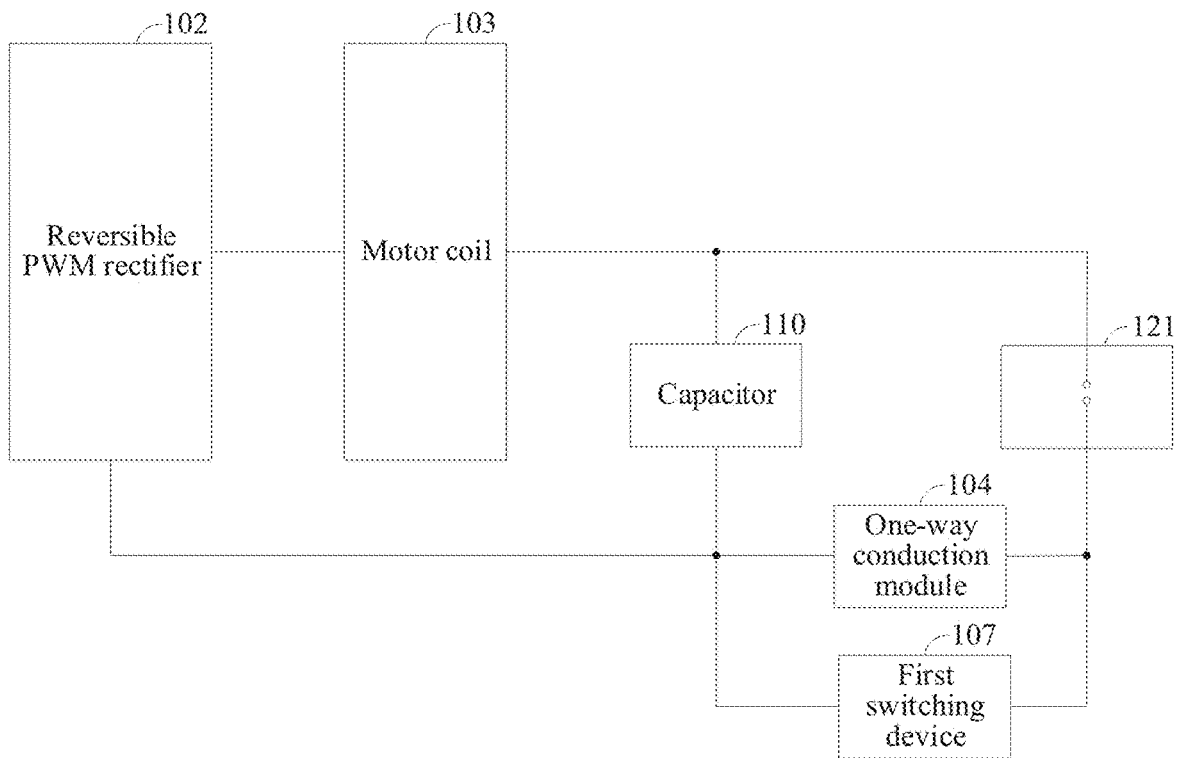 102
103
Reversible
PWM rectifier
Motor coil
110
121
Capacitor
104
One-way
conduction
module
107
First
switching
device